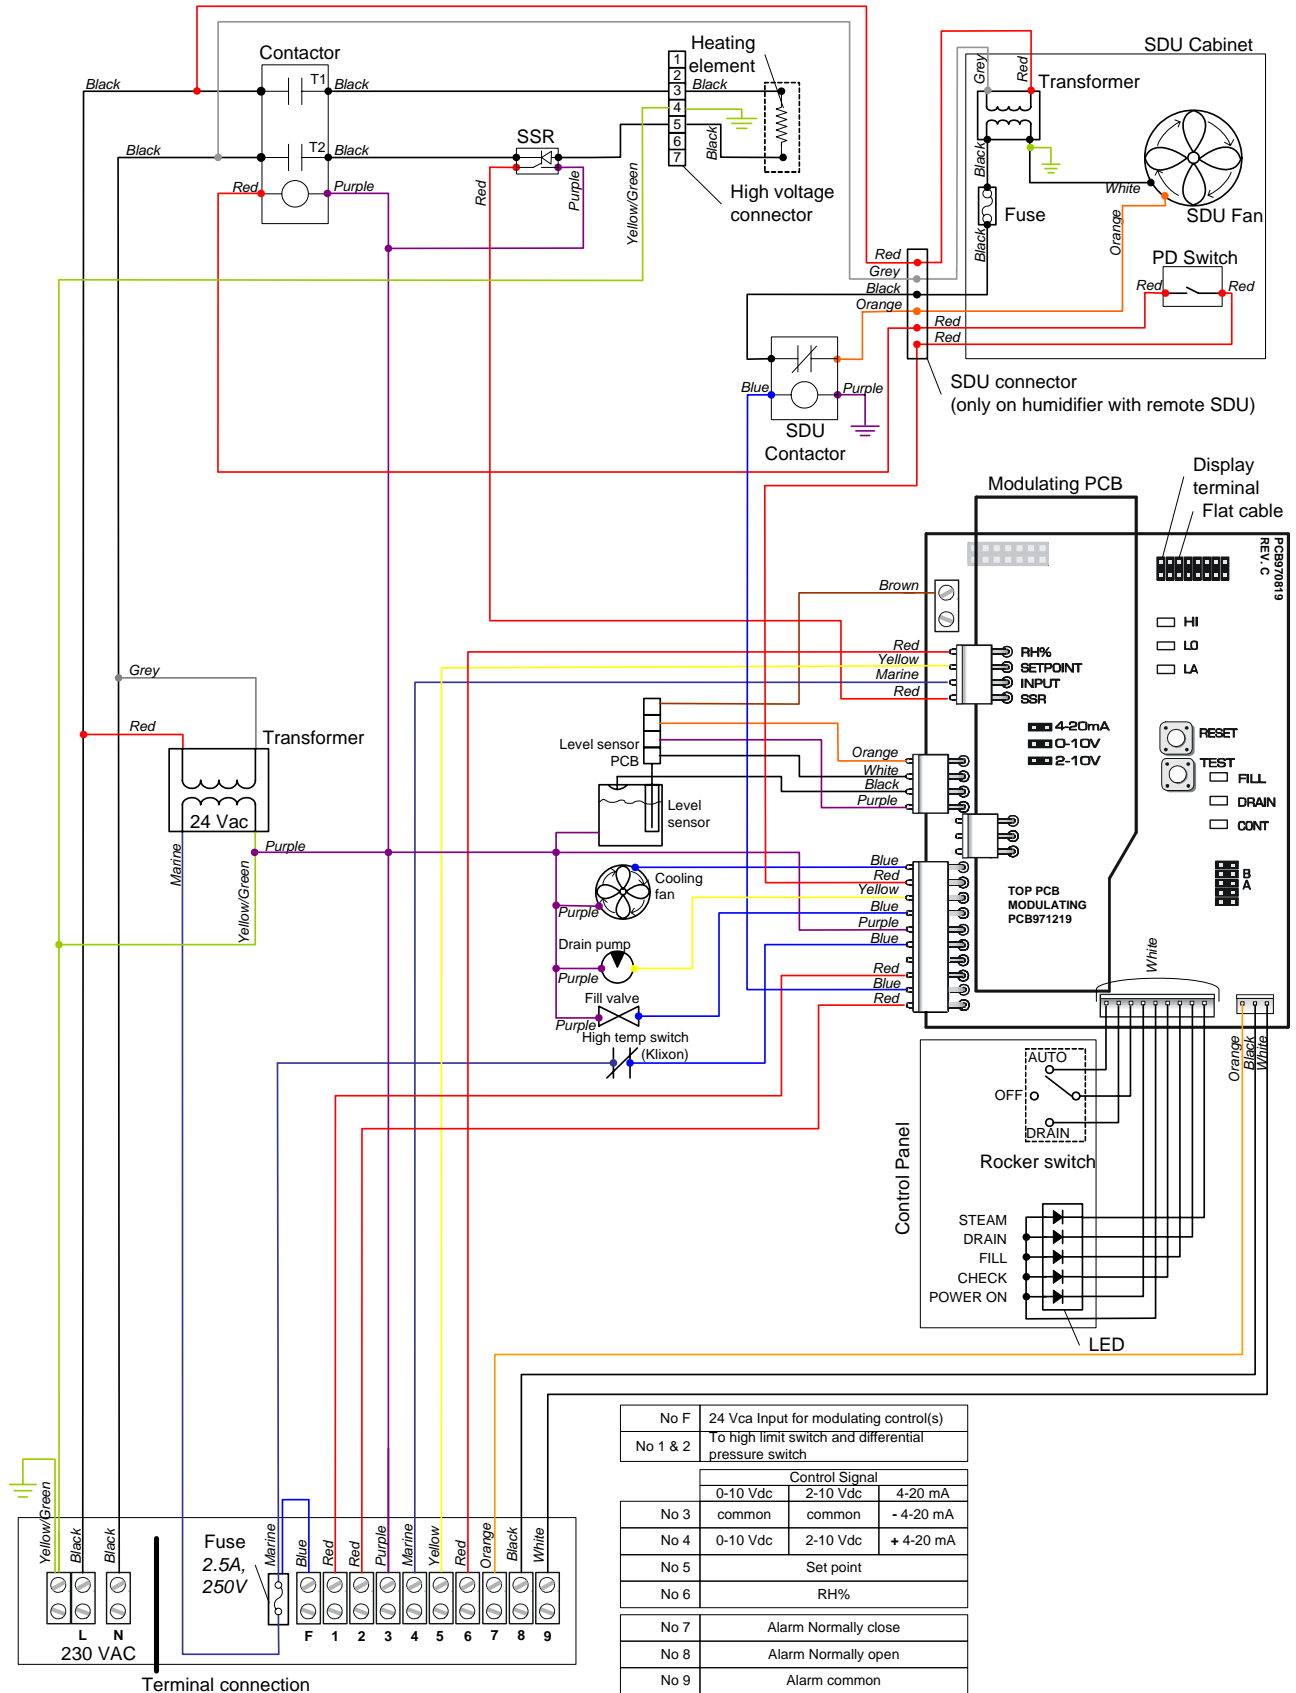 SDU Cabinet
Contactor
Heating
element
High voltage
connector
1
2
3
4
5
6
7
T1
T2
Black
Black
Black
Black
Black
Black
Red
Purple
SSR
Red
Purple
Yellow/Green
Grey
Red
Transformer
Black
Fuse
Black
White
SDU Fan
Orange
PD Switch
Red
Red
Red
Grey
Black
Orange
Red
Red
SDU connector
(only on humidifier with remote SDU)
Blue
Purple
SDU
Contactor
Modulating PCB
Display
terminal
Flat cable
PCB970819
REV. C
Brown
HI
LO
LA
Red
Yellow
Marine
Red
RH%
SETPOINT
INPUT
SSR
4-20mA
0-10V
2-10V
RESET
TEST
FILL
DRAIN
CONT
B
A
Grey
Red
Transformer
24 Vac
Marine
Yellow/Green
Purple
Level sensor
PCB
Level
sensor
Orange
White
Black
Purple
Cooling
fan
Purple
Drain pump
Purple
Fill valve
Purple
High temp switch
(Klixon)
Blue
Red
Yellow
Blue
Purple
Blue
Red
Blue
Red
TOP PCB
MODULATING
PCB971219
White
Orange
Black
White
Control Panel
AUTO
OFF
DRAIN
Rocker switch
STEAM
DRAIN
FILL
CHECK
POWER ON
LED
No F 24 Vca Input for modulating control(s)
No 1 & 2 To high limit switch and differential
pressure switch
Control Signal
0-10 Vdc 2-10 Vdc 4-20 mA
No 3 common common - 4-20 mA
No 4 0-10 Vdc 2-10 Vdc + 4-20 mA
No 5 Set point
No 6 RH%
No 7 Alarm Normally close
No 8 Alarm Normally open
No 9 Alarm common
Yellow/Green
Black
Black
Fuse
2.5A,
250V
Marine
Blue
Red
Red
Purple
Marine
Yellow
Red
Orange
Black
White
L N
230 VAC
F 1 2 3 4 5 6 7 8 9
Terminal connection